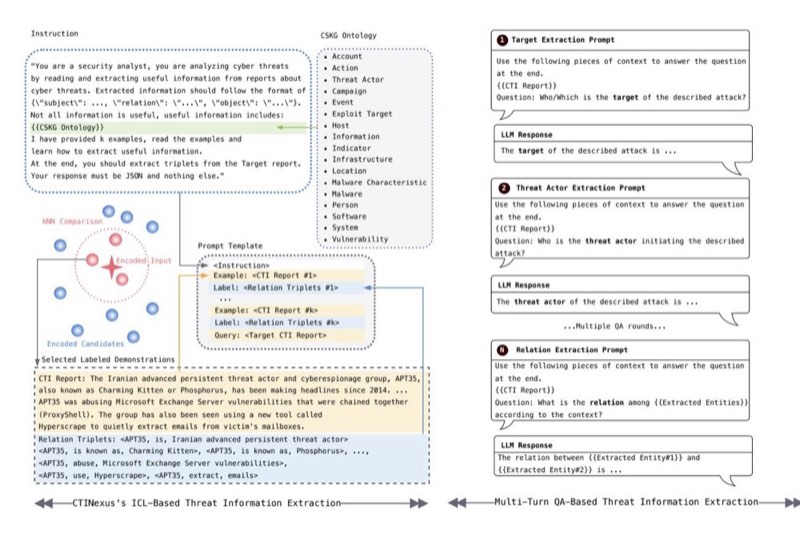 Instruction
"You are a security analyst, you are analyzing cyber threats
by reading and extracting useful information from reports about
cyber threats. Extracted information should follow the format of
{\"subject\": ..., \"relation\": \"...\", \"object\": \"...\"}.
Not all information is useful, useful information includes:
{{CSKG Ontology}}
I have provided k examples, read the examples and
learn how to extract useful information.
At the end, you should extract triplets from the Target report.
Your response must be JSON and nothing else."
CSKG Ontology
• Account
• Action
• Threat Actor
• Campaign
• Event
• Exploit Target
• Host
• Information
• Indicator
• Infrastructure
• Location
• Malware Characteristic
• Malware
• Person
• Software
• System
• Vulnerability
kNN Comparison
Encoded Input
Encoded Candidates
Prompt Template
<Instruction>
Example: <CTI Report #1>
Label: <Relation Triplets #1>
...
Example: <CTI Report #k>
Label: <Relation Triplets #k>
Query: <Target CTI Report>
Selected Labeled Demonstrations
CTI Report: The Iranian advanced persistent threat actor and cyberespionage group, APT35,
also known as Charming Kitten or Phosphorus, has been making headlines since 2014. ...
APT35 was abusing Microsoft Exchange Server vulnerabilities that were chained together
(ProxyShell). The group has also been seen using a new tool called
Hyperscrape to quietly extract emails from victim's mailboxes.
Relation Triplets: <APT35, is, Iranian advanced persistent threat actor>
<APT35, is known as, Charming Kitten>, <APT35, is known as, Phosphorus>, ...,
<APT35, abuse, Microsoft Exchange Server vulnerabilities>,
<APT35, use, Hyperscrape>, <APT35, extract, emails>
CTINexus's ICL-Based Threat Information Extraction
1 Target Extraction Prompt
Use the following pieces of context to answer the question
at the end.
{{CTI Report}}
Question: Who/Which is the target of the described attack?
LLM Response
The target of the described attack is ...
2 Threat Actor Extraction Prompt
Use the following pieces of context to answer the question
at the end.
{{CTI Report}}
Question: Who is the threat actor initiating the described
attack?
LLM Response
The threat actor of the described attack is ...
...Multiple QA rounds...
N Relation Extraction Prompt
Use the following pieces of context to answer the question
at the end.
{{CTI Report}}
Question: What is the relation among {{Extracted Entities}}
according to the context?
LLM Response
The relation between {{Extracted Entity#1}} and
{{Extracted Entity#2}} is ...
Multi-Turn QA-Based Threat Information Extraction